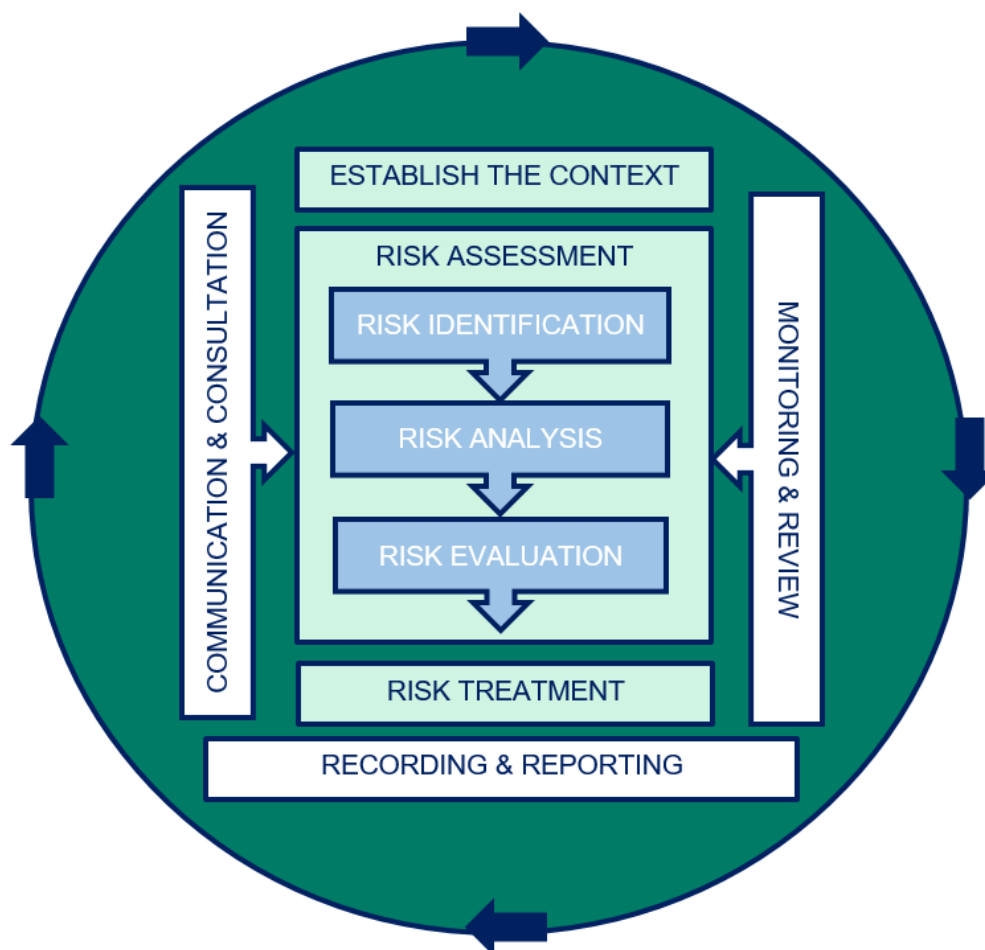 ESTABLISH THE CONTEXT
COMMUNICATION & CONSULTATION
RISK ASSESSMENT
RISK IDENTIFICATION
RISK ANALYSIS
RISK EVALUATION
MONITORING & REVIEW
RISK TREATMENT
RECORDING & REPORTING